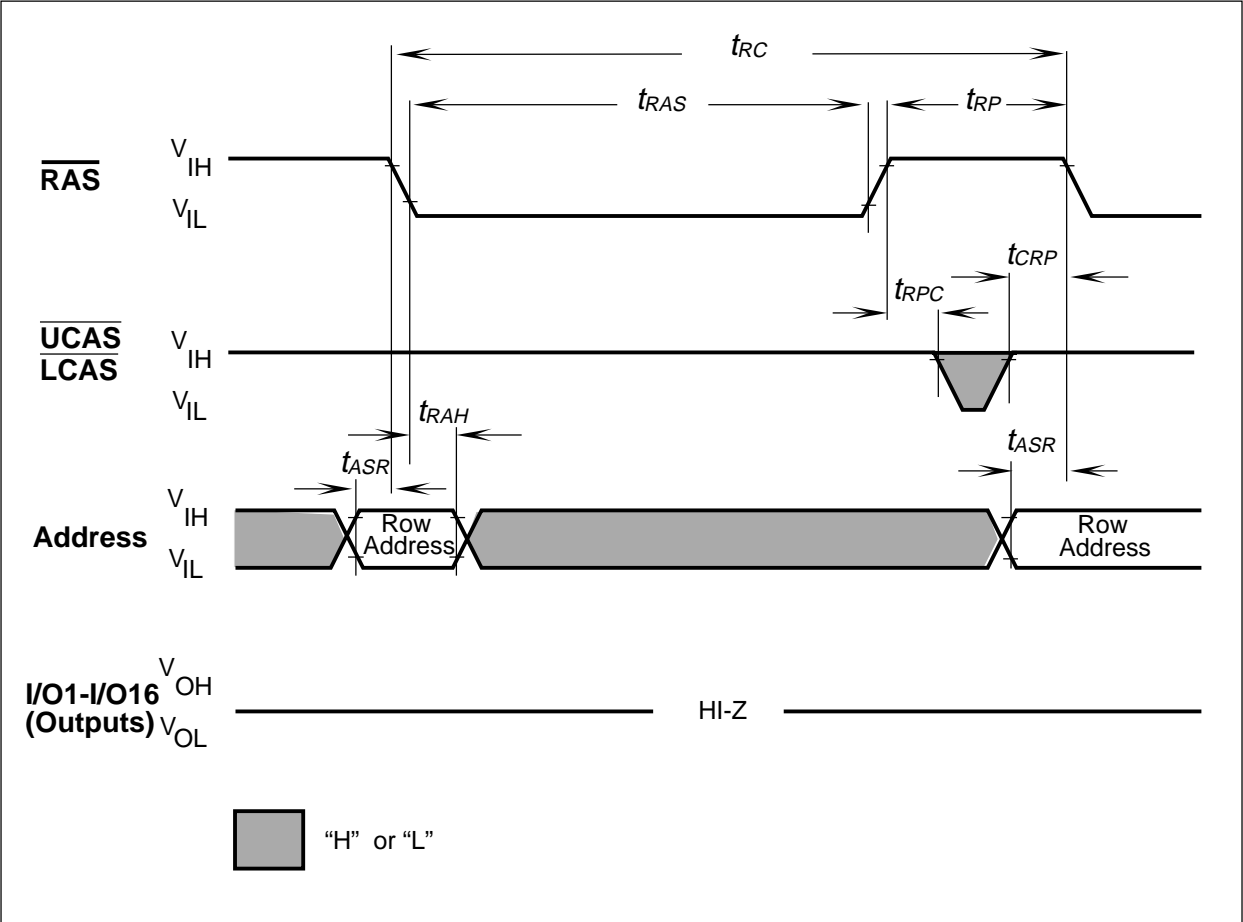 tRC
tRAS
tRP
RAS
VIH
VIL
tCRP
tRPC
UCAS
LCAS
VIH
VIL
tRAH
tASR
tASR
Address
VIH
VIL
Row
Address
Row
Address
I/O1-I/O16
(Outputs)
VOH
VOL
HI-Z
“H” or “L”